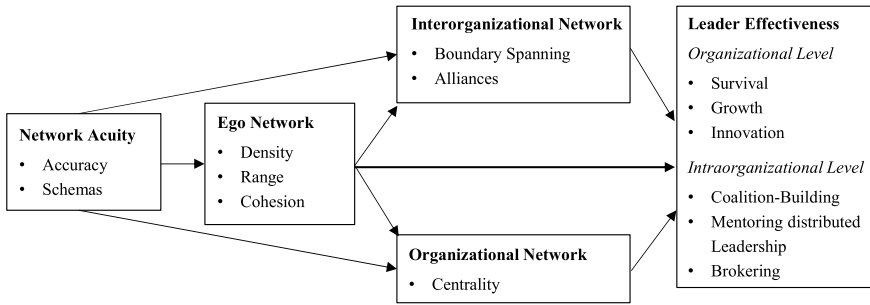 Network Acuity
• Accuracy
• Schemas
Ego Network
• Density
• Range
• Cohesion
Interorganizational Network
• Boundary Spanning
• Alliances
Organizational Network
• Centrality
Leader Effectiveness
Organizational Level
• Survival
• Growth
• Innovation
Intraorganizational Level
• Coalition-Building
• Mentoring distributed
Leadership
• Brokering